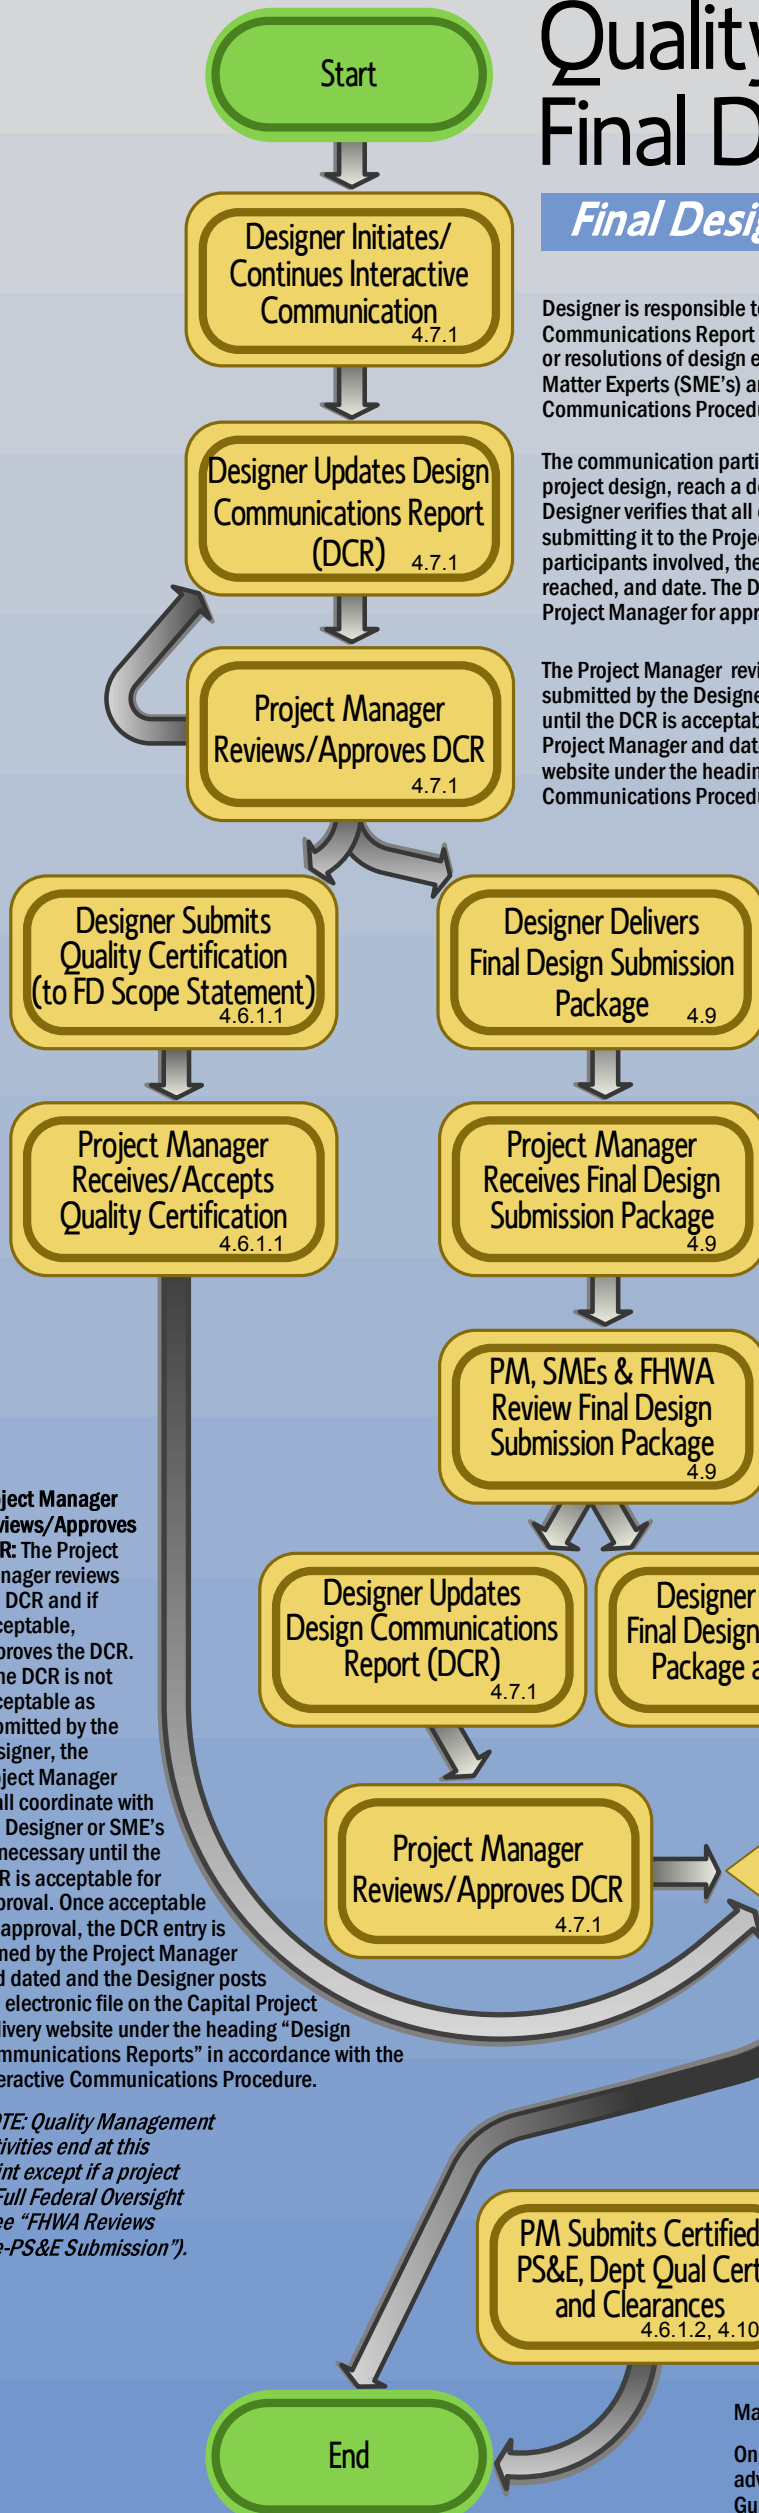 Quality
Final D
Final Desig
Start
Designer Initiates/
Continues Interactive
Communication
4.7.1
Designer is responsible to
Communications Report
or resolutions of design e
Matter Experts (SME's) a
Communications Procedu
Designer Updates Design
Communications Report
(DCR) 4.7.1
The communication parti
project design, reach a d
Designer verifies that all
submitting it to the Projec
participants involved, the
reached, and date. The D
Project Manager for appr
Project Manager
Reviews/Approves DCR
4.7.1
The Project Manager revi
submitted by the Designe
until the DCR is acceptab
Project Manager and dat
website under the headin
Communications Procedu
Designer Submits
Quality Certification
(to FD Scope Statement)
4.6.1.1
Designer Delivers
Final Design Submission
Package 4.9
Project Manager
Receives/Accepts
Quality Certification
4.6.1.1
Project Manager
Receives Final Design
Submission Package
4.9
PM, SMEs & FHWA
Review Final Design
Submission Package
4.9
Designer Updates
Design Communications
Report (DCR)
4.7.1
Designer
Final Design
Package a
Project Manager
Reviews/Approves DCR
4.7.1
ject Manager
views/Approves
R: The Project
nager reviews
DCR and if
ceptable,
proves the DCR.
he DCR is not
ceptable as
bmitted by the
signer, the
ject Manager
all coordinate with
Designer or SME's
necessary until the
R is acceptable for
proval. Once acceptable
approval, the DCR entry is
ned by the Project Manager
d dated and the Designer posts
electronic file on the Capital Project
livery website under the heading “Design
mmunications Reports” in accordance with the
eractive Communications Procedure.
TE: Quality Management
tivities end at this
int except if a project
Full Federal Oversight
ee “FHWA Reviews
e-PS&E Submission”).
PM Submits Certified
PS&E, Dept Qual Cert
and Clearances
4.6.1.2, 4.10
End
Ma
On
adv
Gu